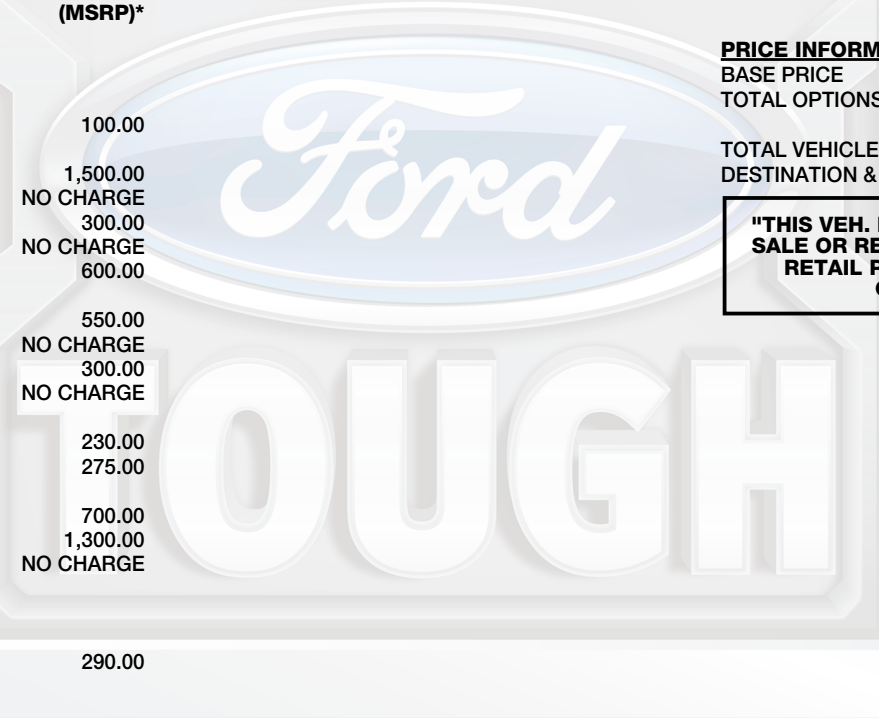 (MSRP)*
100.00
1,500.00
NO CHARGE
300.00
NO CHARGE
600.00
550.00
NO CHARGE
300.00
NO CHARGE
230.00
275.00
700.00
1,300.00
NO CHARGE
290.00
PRICE INFORM
BASE PRICE
TOTAL OPTIONS
TOTAL VEHICLE
DESTINATION &
"THIS VEH.
SALE OR RE
RETAIL P
Ford
TOUGH